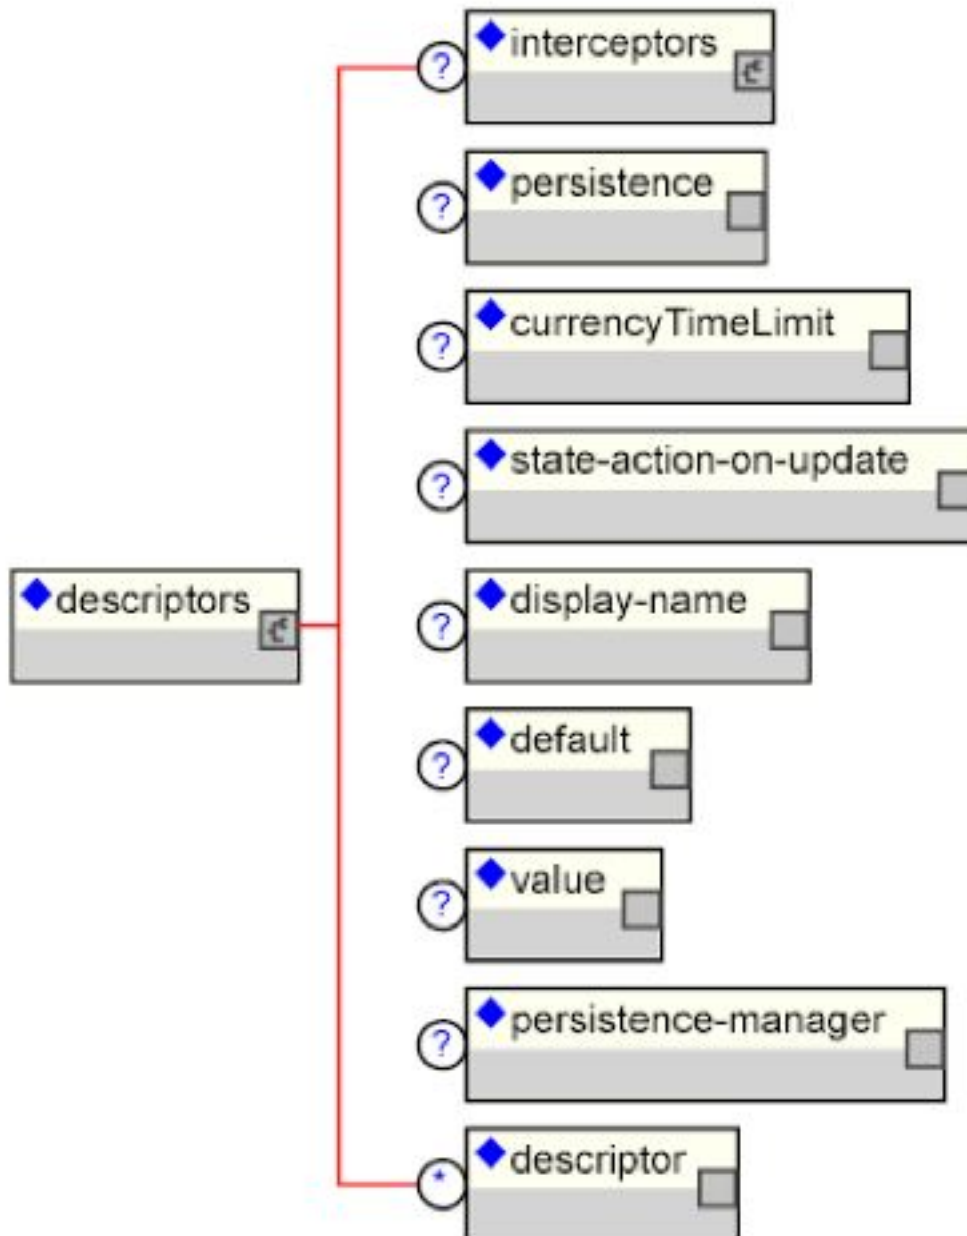 ? interceptors
? persistence
? currencyTimeLimit
? state-action-on-update
descriptors
? display-name
? default
? value
? persistence-manager
* descriptor